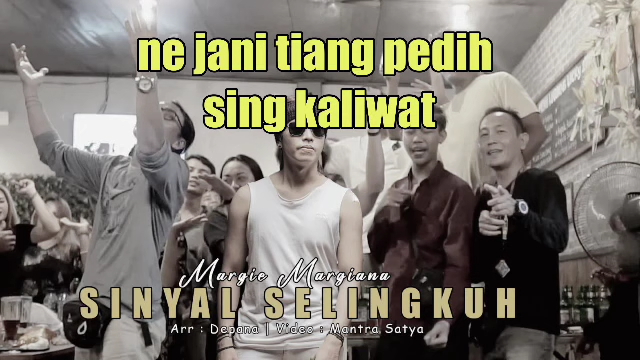 ne jani tiang pedih
sing kaliwat
Margie Margiana
SINYAL SELINGKUH
Arr : Depana | Video : Mantra Satya